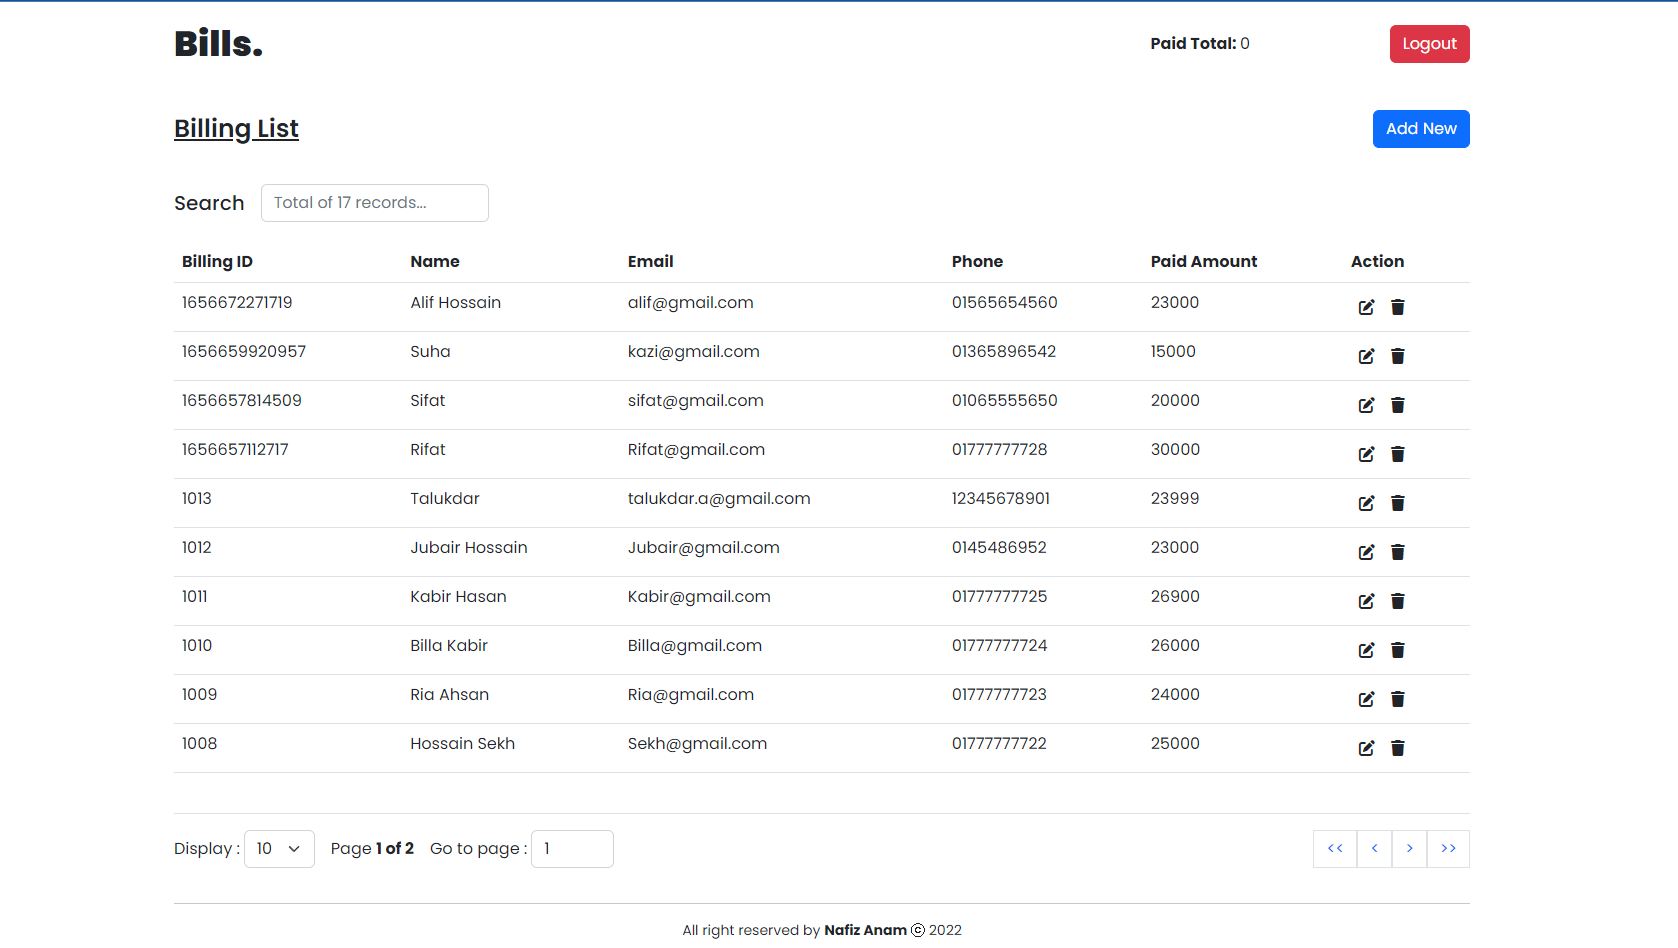 Bills. Paid Total: 0 Logout
Billing List Add New
Search Total of 17 records...
Billing ID Name Email Phone Paid Amount Action
1656672271719 Alif Hossain alif@gmail.com 01565654560 23000
1656659920957 Suha kazi@gmail.com 01365896542 15000
1656657814509 Sifat sifat@gmail.com 01065555650 20000
1656657112717 Rifat Rifat@gmail.com 01777777728 30000
1013 Talukdar talukdar.a@gmail.com 12345678901 23999
1012 Jubair Hossain Jubair@gmail.com 0145486952 23000
1011 Kabir Hasan Kabir@gmail.com 01777777725 26900
1010 Billa Kabir Billa@gmail.com 01777777724 26000
1009 Ria Ahsan Ria@gmail.com 01777777723 24000
1008 Hossain Sekh Sekh@gmail.com 01777777722 25000
Display : 10 Page 1 of 2 Go to page : 1 << < > >>
All right reserved by Nafiz Anam © 2022